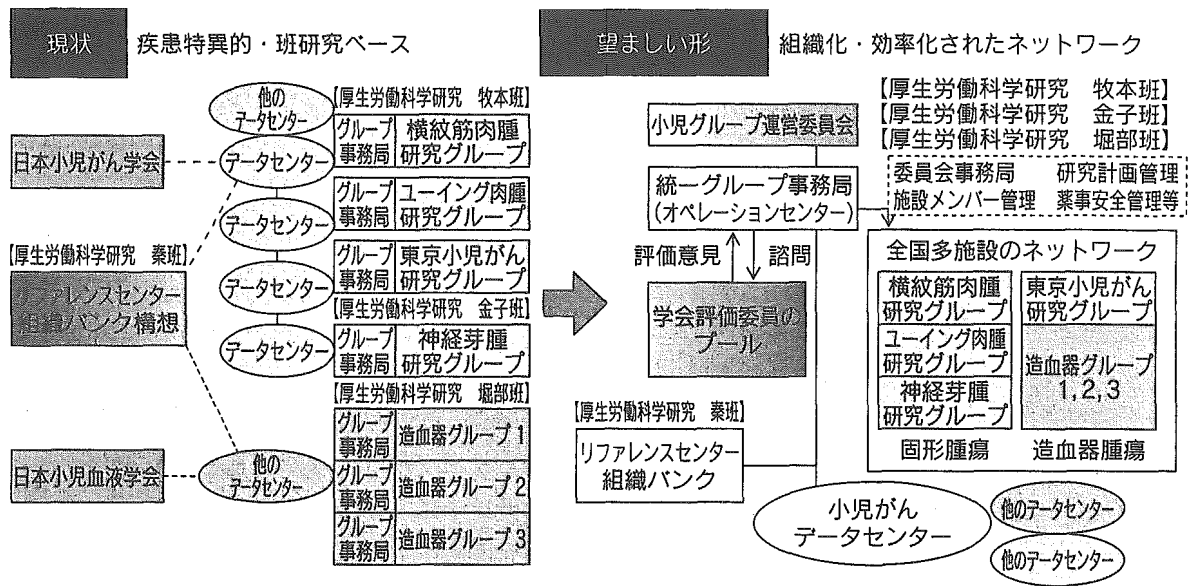 現状
疾患特異的・班研究ベース
他の
データセンター
日本小児がん学会
データセンター
データセンター
データセンター
データセンター
【厚生労働科学研究 秦班】
リファレンスセンター
組織バンク構想
日本小児血液学会
他の
データセンター
【厚生労働科学研究 牧本班】
グループ
事務局
横紋筋肉腫
研究グループ
グループ
事務局
ユーイング肉腫
研究グループ
グループ
事務局
東京小児がん
研究グループ
【厚生労働科学研究 金子班】
グループ
事務局
神経芽腫
研究グループ
【厚生労働科学研究 堀部班】
グループ
事務局
造血器グループ1
グループ
事務局
造血器グループ2
グループ
事務局
造血器グループ3
望ましい形
組織化・効率化されたネットワーク
小児グループ運営委員会
統一グループ事務局
(オペレーションセンター)
評価意見
諮問
学会評価委員の
プール
【厚生労働科学研究 秦班】
リファレンスセンター
組織バンク
【厚生労働科学研究 牧本班】
【厚生労働科学研究 金子班】
【厚生労働科学研究 堀部班】
委員会事務局 研究計画管理
施設メンバー管理 薬事安全管理等
全国多施設のネットワーク
横紋筋肉腫
研究グループ
ユーイング肉腫
研究グループ
神経芽腫
研究グループ
固形腫瘍
東京小児がん
研究グループ
造血器グループ
1,2,3
造血器腫瘍
小児がん
データセンター
他のデータセンター
他のデータセンター